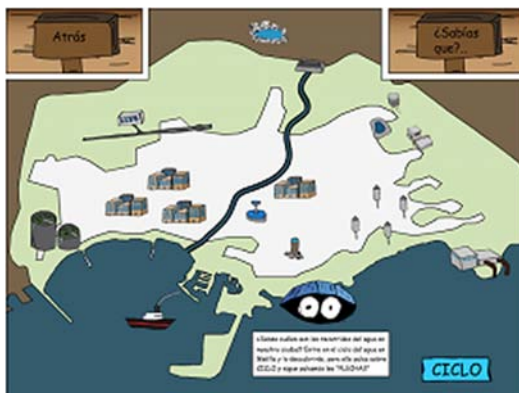 Atrás
¿Sabías
que?..
¿Sabes cuáles son los recorridos del agua en
nuestra ciudad? Entra en el ciclo del agua en
Melilla y lo descubrirás, para ello pulsa sobre
CICLO y sigue pulsando las "FLECHAS"
CICLO